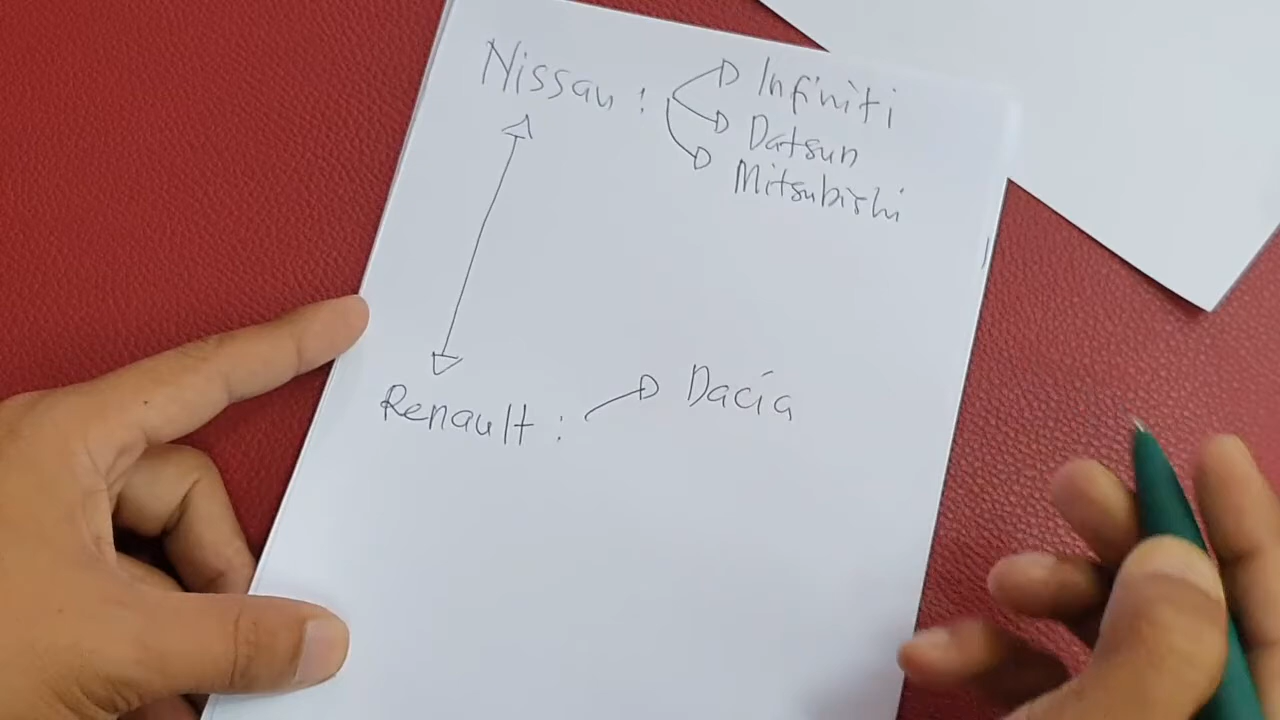 Nissan : Infiniti
Datsun
Mitsubishi
Renault : Dacia